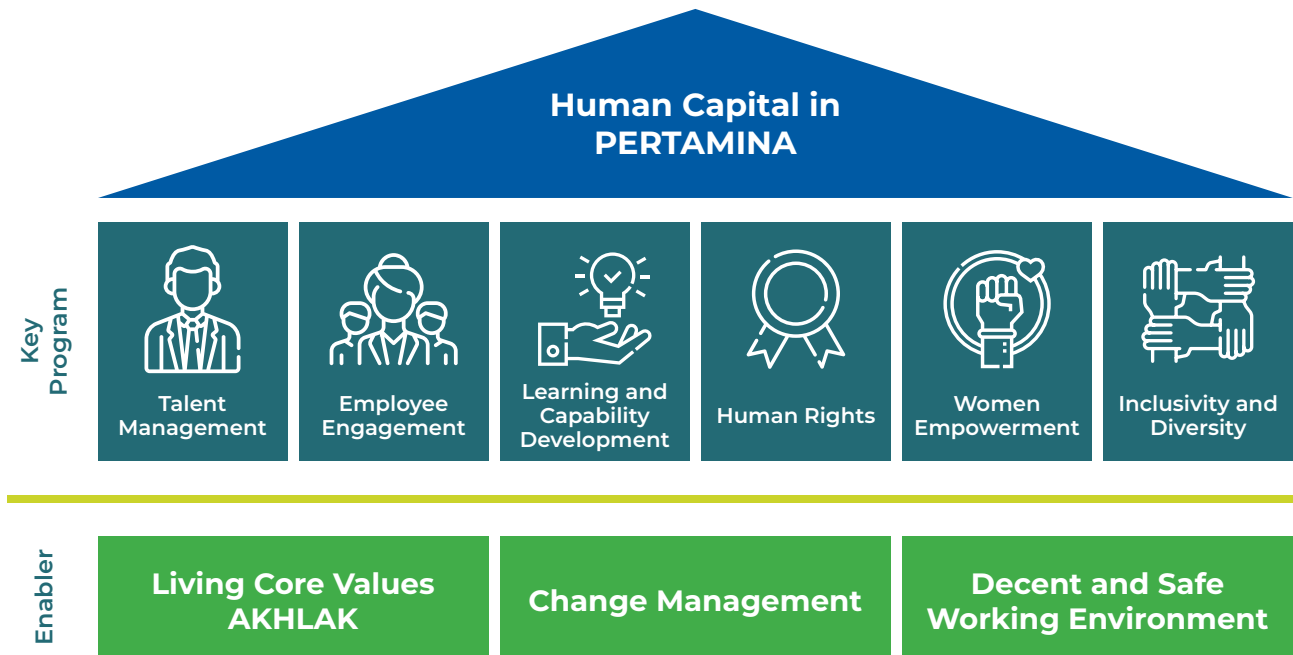 Human Capital in
PERTAMINA
Key
Program
Talent
Management
Employee
Engagement
Learning and
Capability
Development
Human Rights
Women
Empowerment
Inclusivity and
Diversity
Enabler
Living Core Values
AKHLAK
Change Management
Decent and Safe
Working Environment